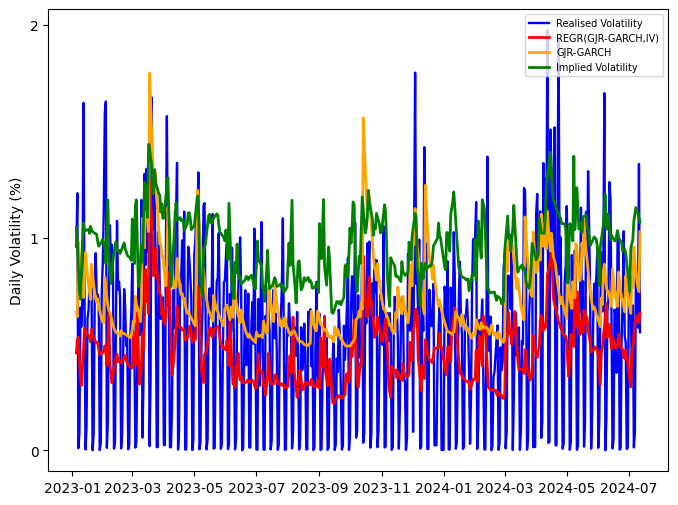 Realised Volatility
REGR(GJR-GARCH,IV)
GJR-GARCH
Implied Volatility
Daily Volatility (%)
2
1
0
2023-01 2023-03 2023-05 2023-07 2023-09 2023-11 2024-01 2024-03 2024-05 2024-07